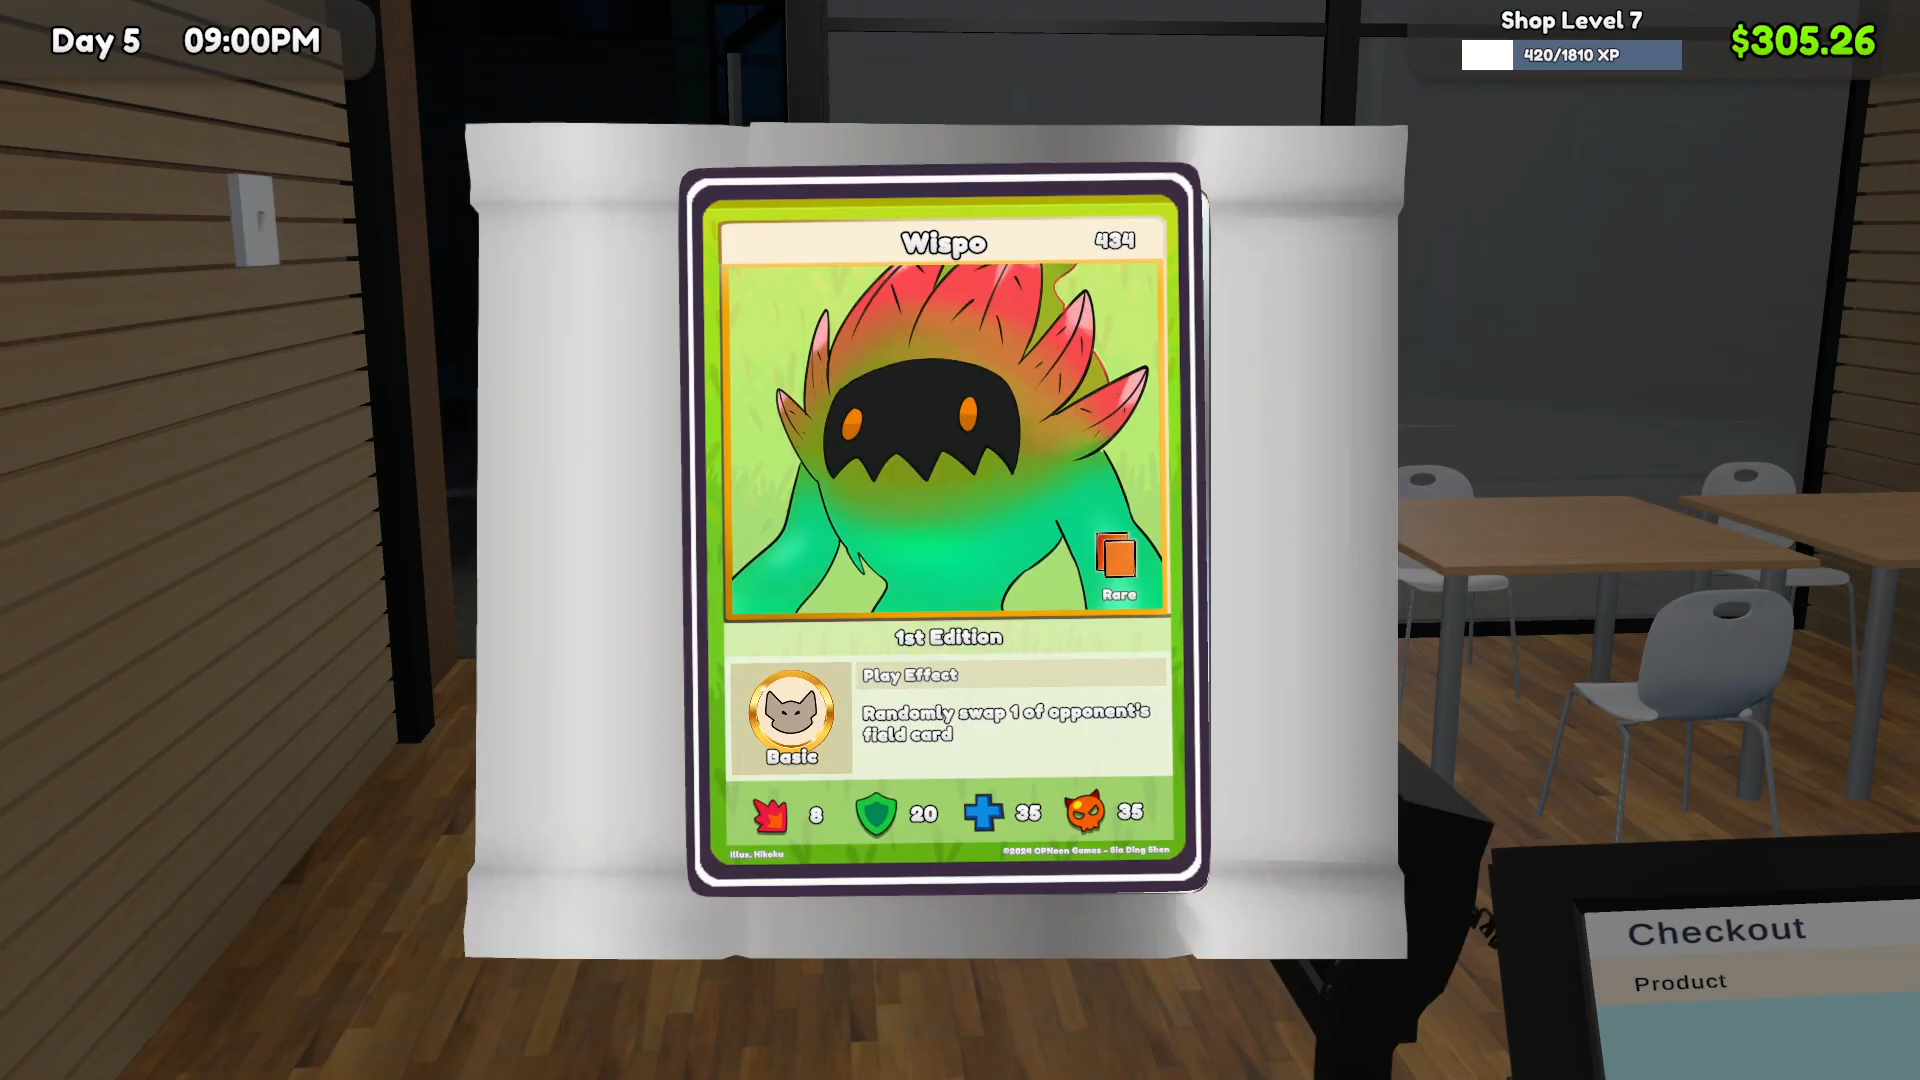 Day 5
09:00PM
Shop Level 7
420/1810 XP
$305.26
Wispo
434
Rare
1st Edition
Play Effect
Randomly swap 1 of opponent's
field card
Basic
8
20
35
35
Illus. Hikoku
©2024 OPNeon Games - Sia Ding Shen
Checkout
Product